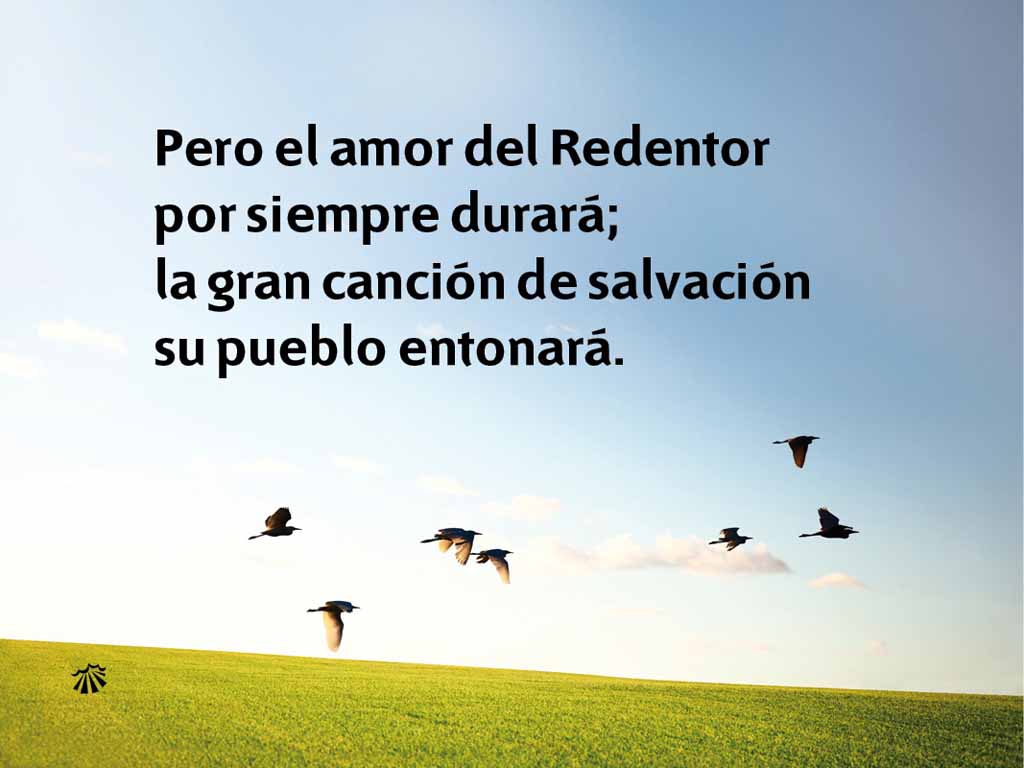 Pero el amor del Redentor
por siempre durará;
la gran canción de salvación
su pueblo entonará.